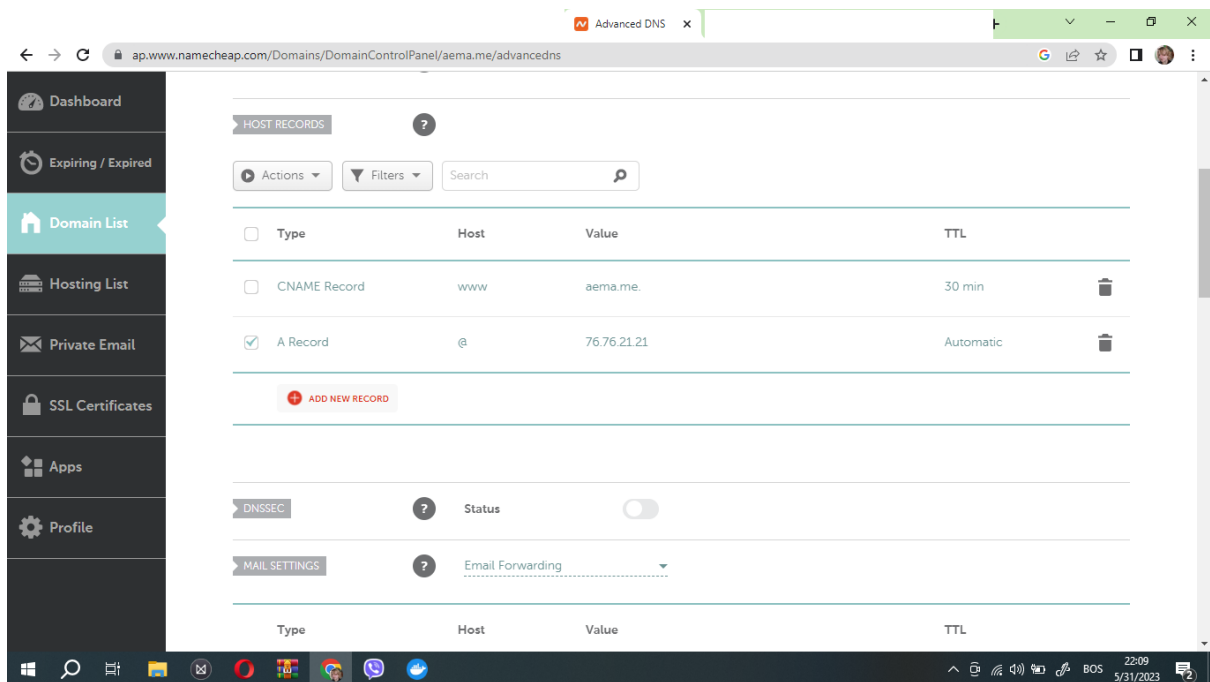 Advanced DNS
ap.www.namecheap.com/Domains/DomainControlPanel/aema.me/advancedns
Dashboard
Expiring / Expired
Domain List
Hosting List
Private Email
SSL Certificates
Apps
Profile
HOST RECORDS ?
Actions Filters Search
Type Host Value TTL
CNAME Record www aema.me. 30 min
A Record @ 76.76.21.21 Automatic
ADD NEW RECORD
DNSSEC ? Status
MAIL SETTINGS ? Email Forwarding
Type Host Value TTL
BOS 22:09
5/31/2023 2